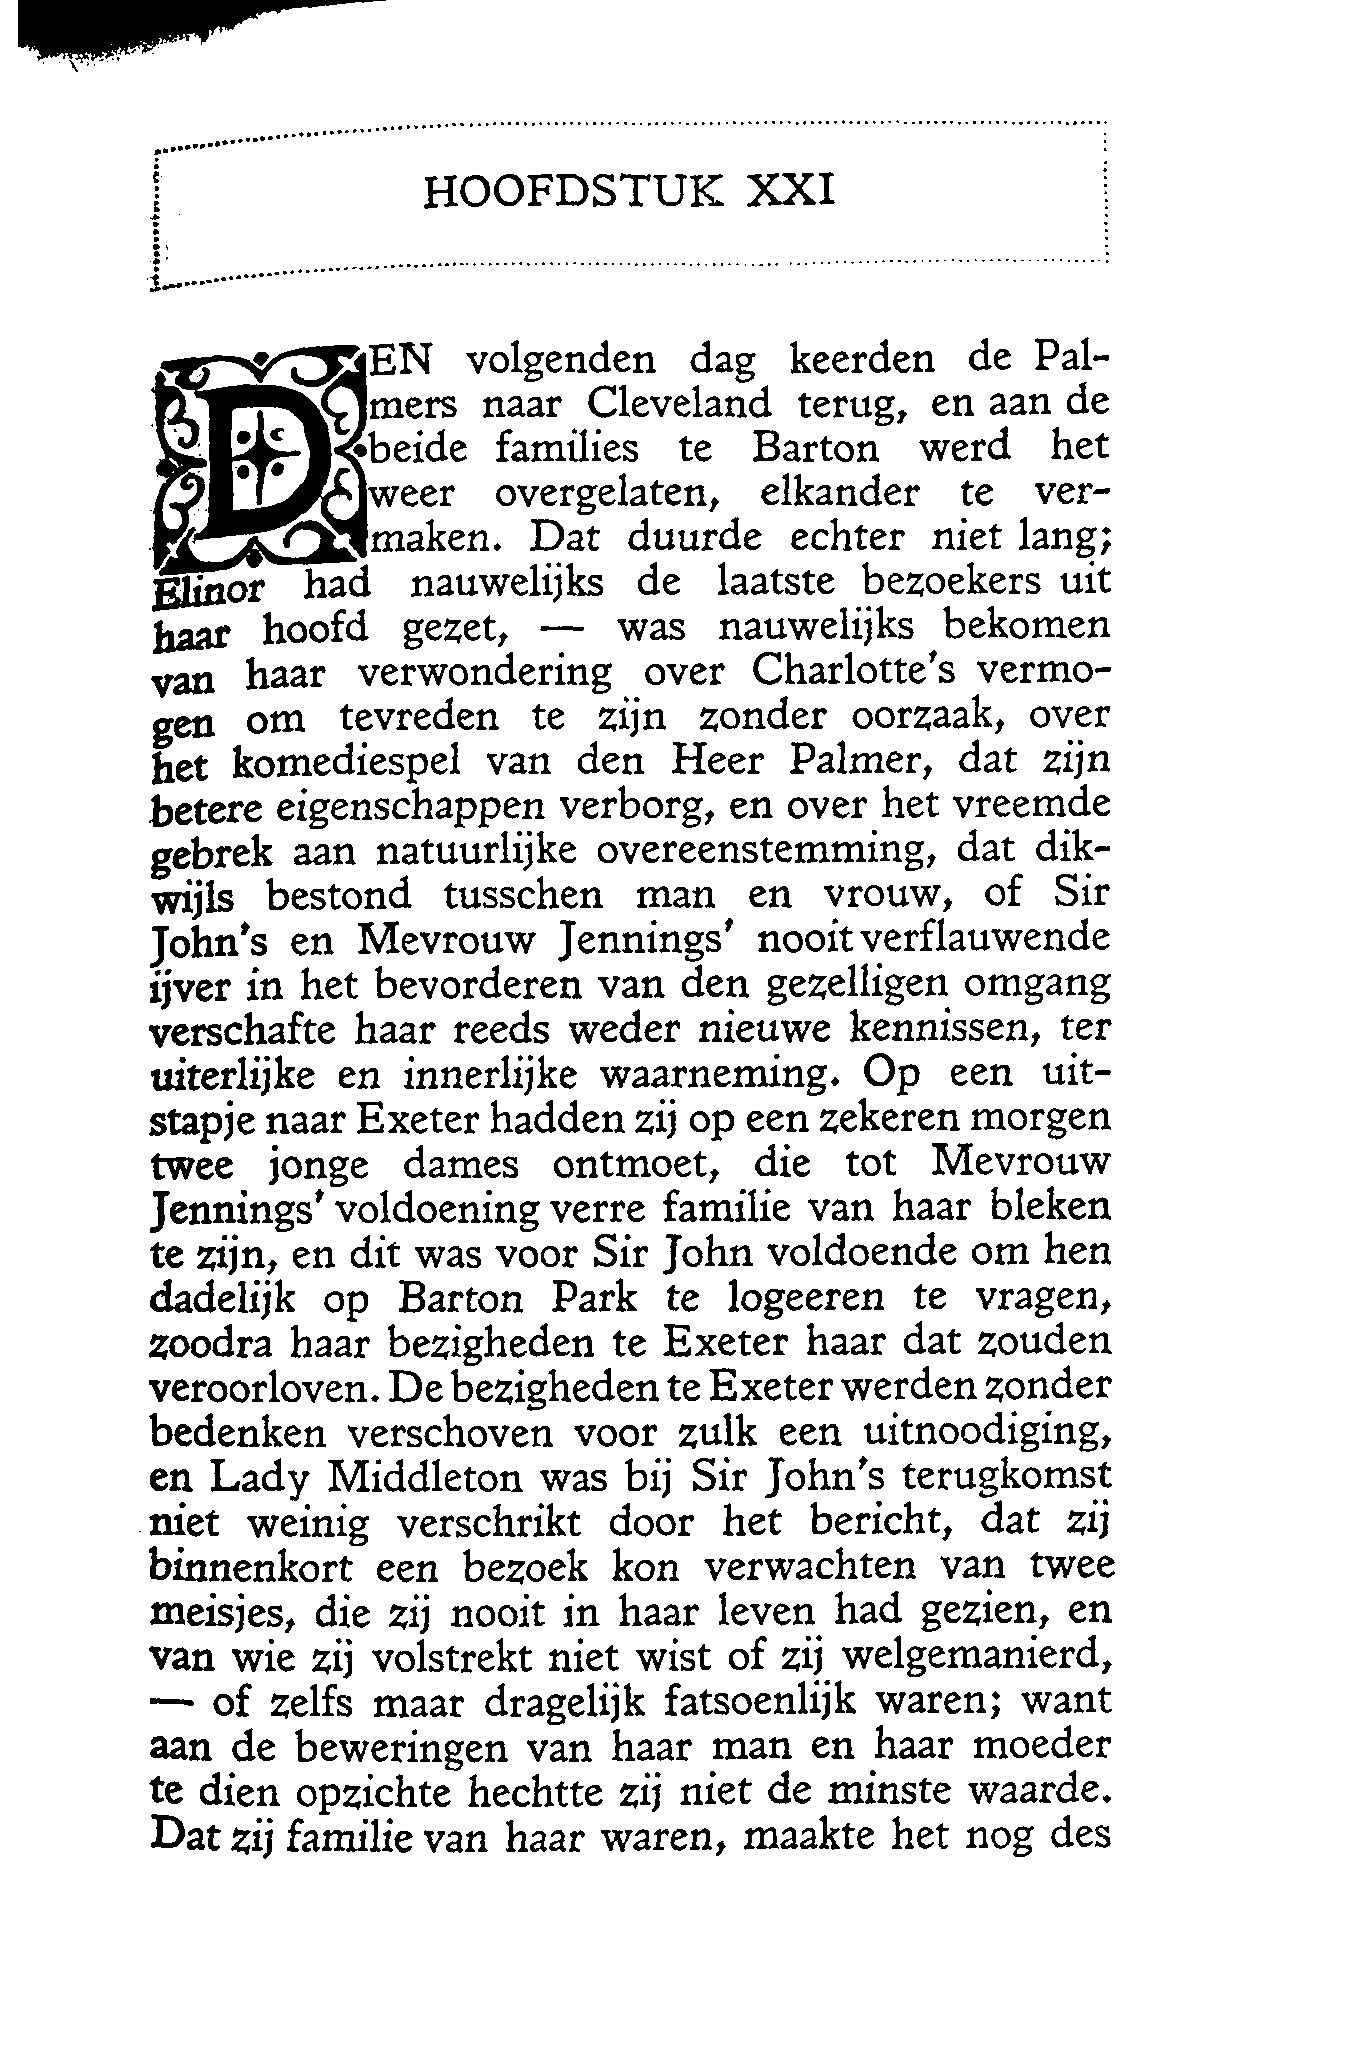 HOOFDSTUK XXI
DEN volgenden dag keerden de Pal-
mers naar Cleveland terug, en aan de
beide families te Barton werd het
weer overgelaten, elkander te ver-
maken. Dat duurde echter niet lang;
Elinor had nauwelijks de laatste bezoekers uit
haar hoofd gezet, — was nauwelijks bekomen
van haar verwondering over Charlotte's vermo-
gen om tevreden te zijn zonder oorzaak, over
het komediespel van den Heer Palmer, dat zijn
betere eigenschappen verborg, en over het vreemde
gebrek aan natuurlijke overeenstemming, dat dik-
wijls bestond tusschen man en vrouw, of Sir
John's en Mevrouw Jennings' nooit verflauwende
ijver in het bevorderen van den gezelligen omgang
verschafte haar reeds weder nieuwe kennissen, ter
uiterlijke en innerlijke waarneming. Op een uit-
stapje naar Exeter hadden zij op een zekeren morgen
twee jonge dames ontmoet, die tot Mevrouw
Jennings' voldoening verre familie van haar bleken
te zijn, en dit was voor Sir John voldoende om hen
dadelijk op Barton Park te logeeren te vragen,
zoodra haar bezigheden te Exeter haar dat zouden
veroorloven. De bezigheden te Exeter werden zonder
bedenken verschoven voor zulk een uitnoodiging,
en Lady Middleton was bij Sir John's terugkomst
niet weinig verschrikt door het bericht, dat zij
binnenkort een bezoek kon verwachten van twee
meisjes, die zij nooit in haar leven had gezien, en
van wie zij volstrekt niet wist of zij welgemanierd,
— of zelfs maar dragelijk fatsoenlijk waren; want
aan de beweringen van haar man en haar moeder
te dien opzichte hechtte zij niet de minste waarde.
Dat zij familie van haar waren, maakte het nog des